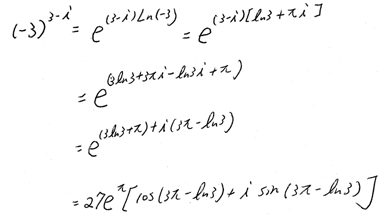 (-3)^{3-i} = e^{(3-i)Ln(-3)} = e^{(3-i)[ln3+πi]}
= e^{(3ln3+3πi-ln3i+π)}
= e^{(3ln3+π)+i(3π-ln3)}
= 27e^{π}[cos(3π-ln3)+i sin(3π-ln3)]